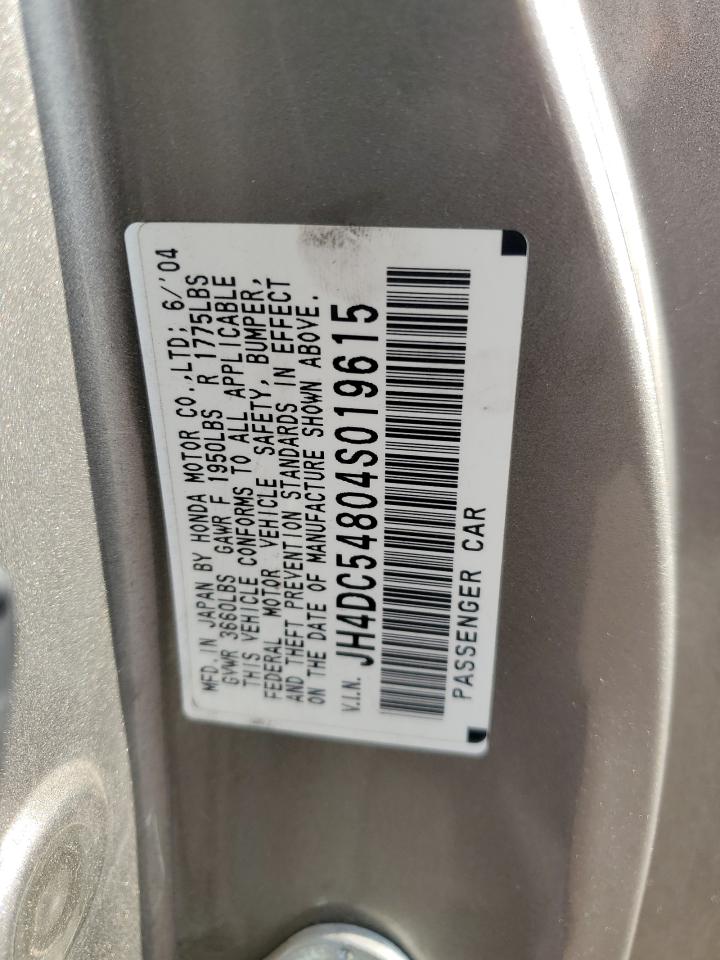 MFD. IN JAPAN BY HONDA MOTOR CO.,LTD; 6/'04
GVWR 3660LBS GAWR F 1950LBS R 1775LBS
THIS VEHICLE CONFORMS TO ALL APPLICABLE
FEDERAL MOTOR VEHICLE SAFETY, BUMPER,
AND THEFT PREVENTION STANDARDS IN EFFECT
ON THE DATE OF MANUFACTURE SHOWN ABOVE.
V.I.N. JH4DC54804S019615
PASSENGER CAR